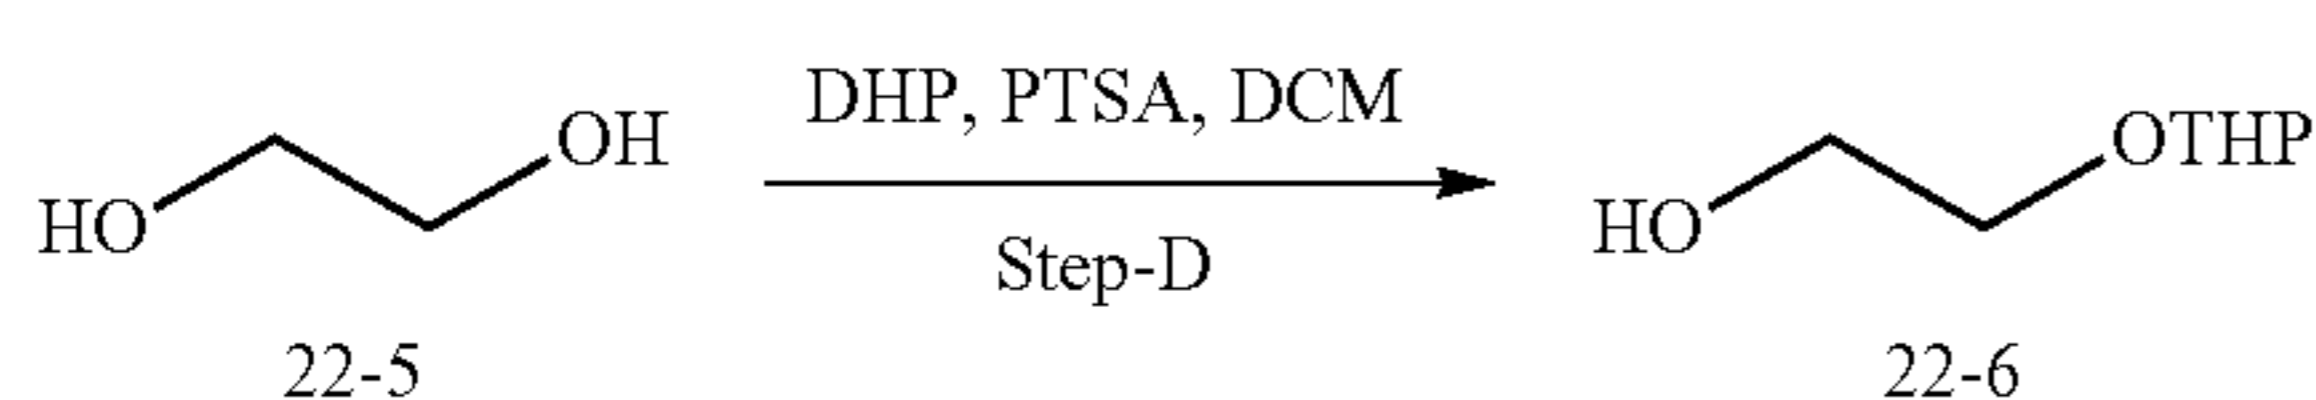 DHP, PTSA, DCM
OH
OTHP
HO
HO
Step-D
22-5
22-6